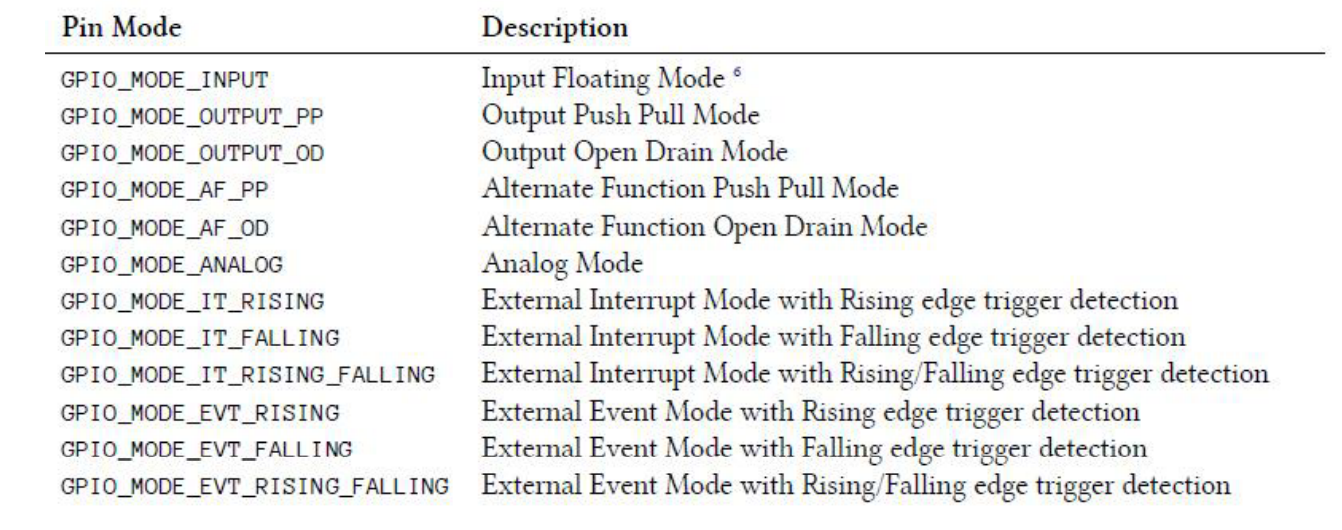 Pin Mode Description
GPIO_MODE_INPUT Input Floating Mode ⁶
GPIO_MODE_OUTPUT_PP Output Push Pull Mode
GPIO_MODE_OUTPUT_OD Output Open Drain Mode
GPIO_MODE_AF_PP Alternate Function Push Pull Mode
GPIO_MODE_AF_OD Alternate Function Open Drain Mode
GPIO_MODE_ANALOG Analog Mode
GPIO_MODE_IT_RISING External Interrupt Mode with Rising edge trigger detection
GPIO_MODE_IT_FALLING External Interrupt Mode with Falling edge trigger detection
GPIO_MODE_IT_RISING_FALLING External Interrupt Mode with Rising/Falling edge trigger detection
GPIO_MODE_EVT_RISING External Event Mode with Rising edge trigger detection
GPIO_MODE_EVT_FALLING External Event Mode with Falling edge trigger detection
GPIO_MODE_EVT_RISING_FALLING External Event Mode with Rising/Falling edge trigger detection